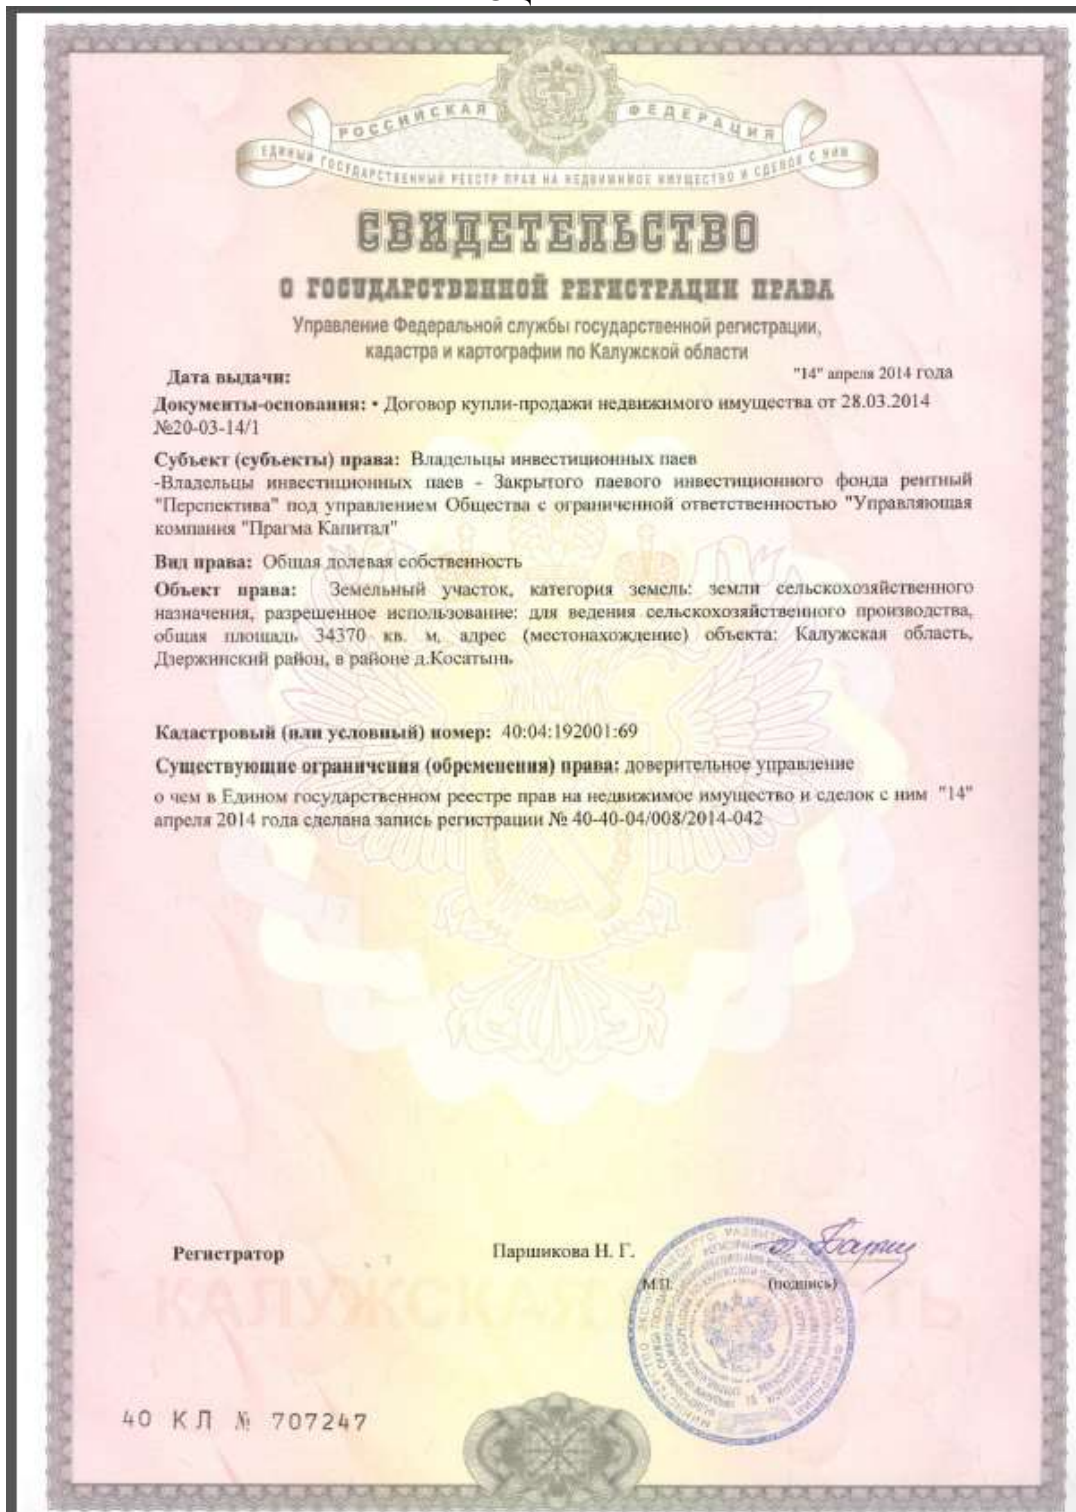 РОССИЙСКАЯ ФЕДЕРАЦИЯ
ЕДИНЫЙ ГОСУДАРСТВЕННЫЙ РЕЕСТР ПРАВ НА НЕДВИЖИМОЕ ИМУЩЕСТВО И СДЕЛОК С НИМ
СВИДЕТЕЛЬСТВО
О ГОСУДАРСТВЕННОЙ РЕГИСТРАЦИИ ПРАВА
Управление Федеральной службы государственной регистрации,
кадастра и картографии по Калужской области
Дата выдачи: "14" апреля 2014 года
Документы-основания: • Договор купли-продажи недвижимого имущества от 28.03.2014
№20-03-14/1
Субъект (субъекты) права: Владельцы инвестиционных паев
-Владельцы инвестиционных паев - Закрытого паевого инвестиционного фонда рентный
"Перспектива" под управлением Общества с ограниченной ответственностью "Управляющая
компания "Прагма Капитал"
Вид права: Общая долевая собственность
Объект права: Земельный участок, категория земель: земли сельскохозяйственного
назначения, разрешенное использование: для ведения сельскохозяйственного производства,
общая площадь 34370 кв. м, адрес (местонахождение) объекта: Калужская область,
Дзержинский район, в районе д.Косатынь
Кадастровый (или условный) номер: 40:04:192001:69
Существующие ограничения (обременения) права: доверительное управление
о чем в Едином государственном реестре прав на недвижимое имущество и сделок с ним "14"
апреля 2014 года сделана запись регистрации № 40-40-04/008/2014-042
Регистратор Паршикова Н. Г.
М.П. (подпись)
КАЛУЖСКАЯ ОБЛАСТЬ
40 КЛ № 707247